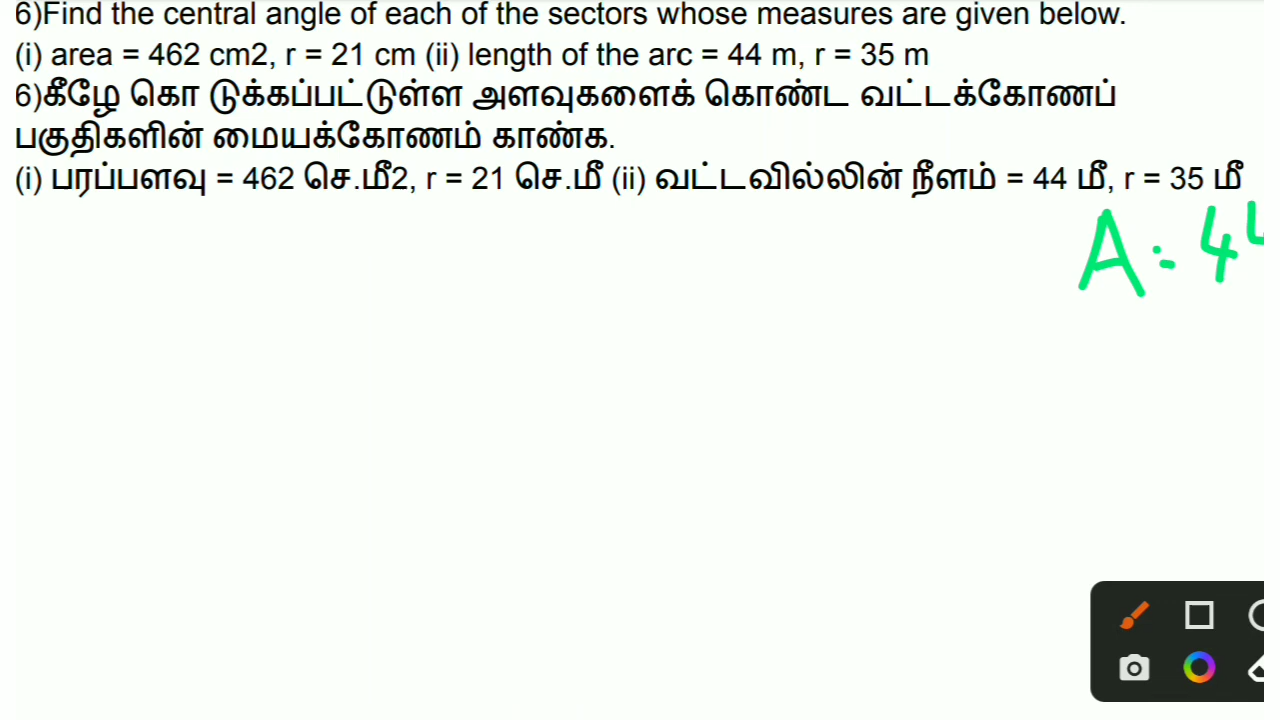 6)Find the central angle of each of the sectors whose measures are given below.
(i) area = 462 cm2, r = 21 cm (ii) length of the arc = 44 m, r = 35 m
6)கீழே கொ டுக்கப்பட்டுள்ள அளவுகளைக் கொண்ட வட்டக்கோணப்
பகுதிகளின் மையக்கோணம் காண்க.
(i) பரப்பளவு = 462 செ.மீ2, r = 21 செ.மீ (ii) வட்டவில்லின் நீளம் = 44 மீ, r = 35 மீ
A = 4